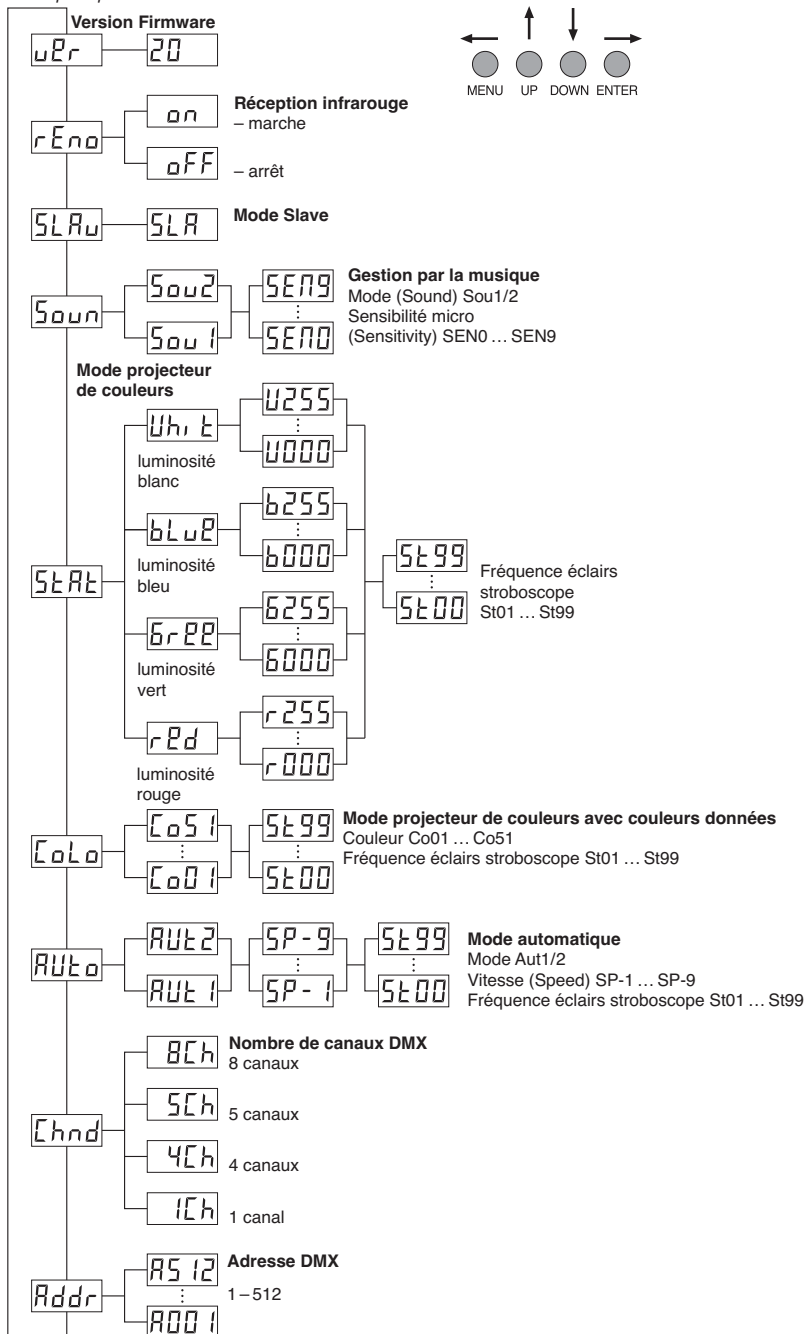 Version Firmware
uEr 20
MENU UP DOWN ENTER
rEno
on
Réception infrarouge
– marche
oFF
– arrêt
SLAu SLA Mode Slave
Soun
Sou2 SEN9
Sou1 SEN0
Gestion par la musique
Mode (Sound) Sou1/2
Sensibilité micro
(Sensitivity) SEN0 … SEN9
Mode projecteur
de couleurs
StAt
Uhit
U255
U000
luminosité
blanc
bLuE
b255
b000
luminosité
bleu
GrEE
G255
G000
luminosité
vert
rEd
r255
r000
luminosité
rouge
St99
St00
Fréquence éclairs
stroboscope
St01 … St99
CoLo
Co51 St99
Co01 St00
Mode projecteur de couleurs avec couleurs données
Couleur Co01 … Co51
Fréquence éclairs stroboscope St01 … St99
AUto
AUt2 SP-9 St99
AUt1 SP-1 St00
Mode automatique
Mode Aut1/2
Vitesse (Speed) SP-1 … SP-9
Fréquence éclairs stroboscope St01 … St99
Chnd
Nombre de canaux DMX
8Ch 8 canaux
5Ch 5 canaux
4Ch 4 canaux
1Ch 1 canal
Addr
A512
A001
Adresse DMX
1 – 512